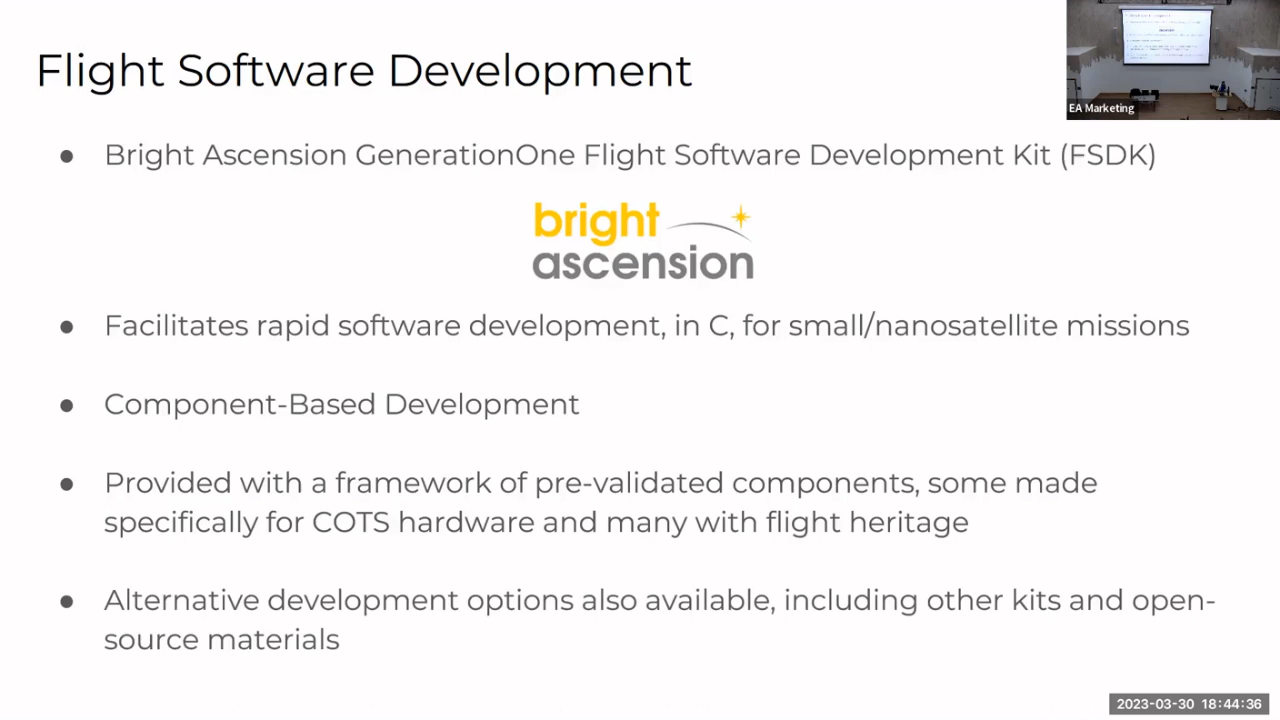 Flight Software Development
EA Marketing
● Bright Ascension GenerationOne Flight Software Development Kit (FSDK)
bright
ascension
● Facilitates rapid software development, in C, for small/nanosatellite missions
● Component-Based Development
● Provided with a framework of pre-validated components, some made
specifically for COTS hardware and many with flight heritage
● Alternative development options also available, including other kits and open-
source materials
2023-03-30 18:44:36